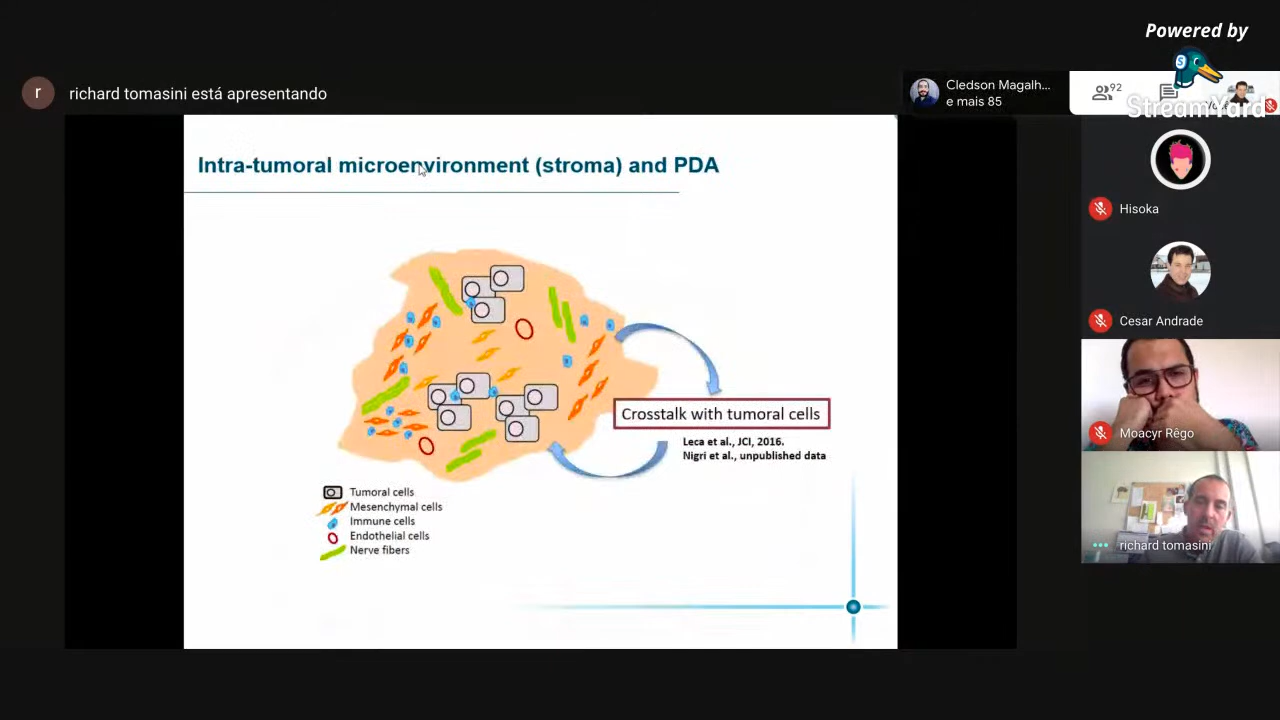 Powered by
StreamYard
r
richard tomasini está apresentando
Cledson Magalh...
e mais 85
92
Intra-tumoral microenvironment (stroma) and PDA
Crosstalk with tumoral cells
Leca et al., JCI, 2016.
Nigri et al., unpublished data
Tumoral cells
Mesenchymal cells
Immune cells
Endothelial cells
Nerve fibers
Hisoka
Cesar Andrade
Moacyr Rêgo
richard tomasini